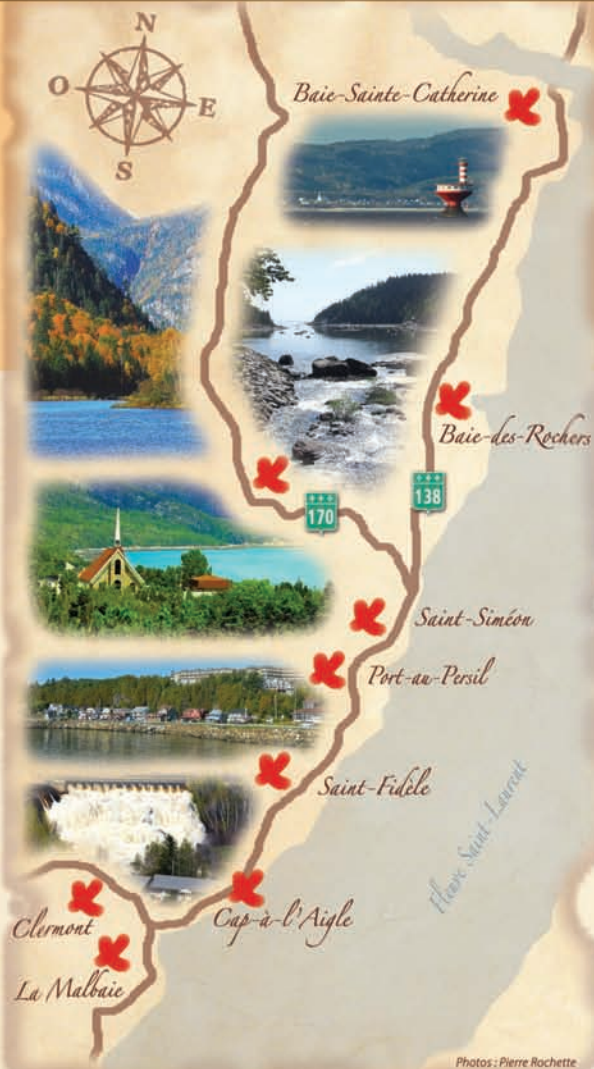 N
O
E
S
Baie-Sainte-Catherine
Baie-des-Rochers
138
170
Saint-Siméon
Port-au-Persil
Saint-Fidèle
Fleuve Saint-Laurent
Cap-à-l'Aigle
Clermont
La Malbaie
Photos : Pierre Rochette